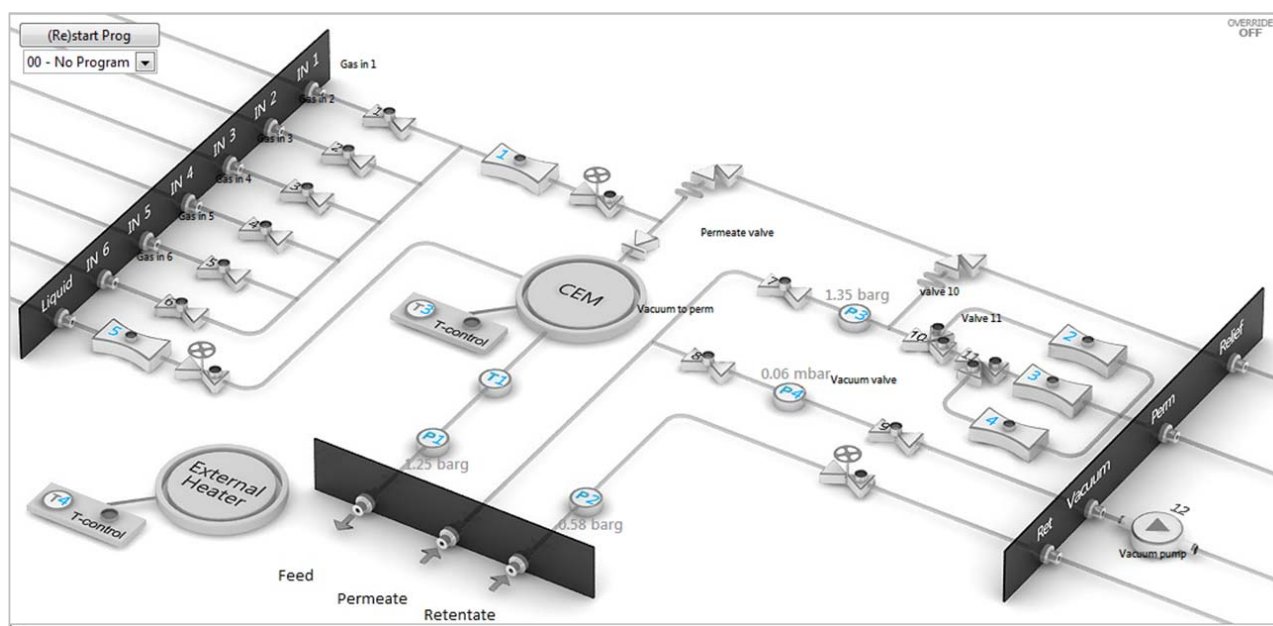 (Re)start Prog
OVERRIDE
OFF
00 - No Program
IN 1
Gas in 1
IN 2
Gas in 2
IN 3
Gas in 3
IN 4
Gas in 4
IN 5
Gas in 5
IN 6
Gas in 6
Liquid
1
2
3
4
5
6
5
1
Permeate valve
CEM
T3
T-control
Vacuum to perm
7
1.35 barg
P3
valve 10
10
Valve 11
11
2
3
4
Relief
Perm
Vacuum
Ret
8
0.06 mbar
P4
Vacuum valve
9
T1
P1
1.25 barg
P2
0.58 barg
12
Vacuum pump
External
Heater
T4
T-control
Feed
Permeate
Retentate